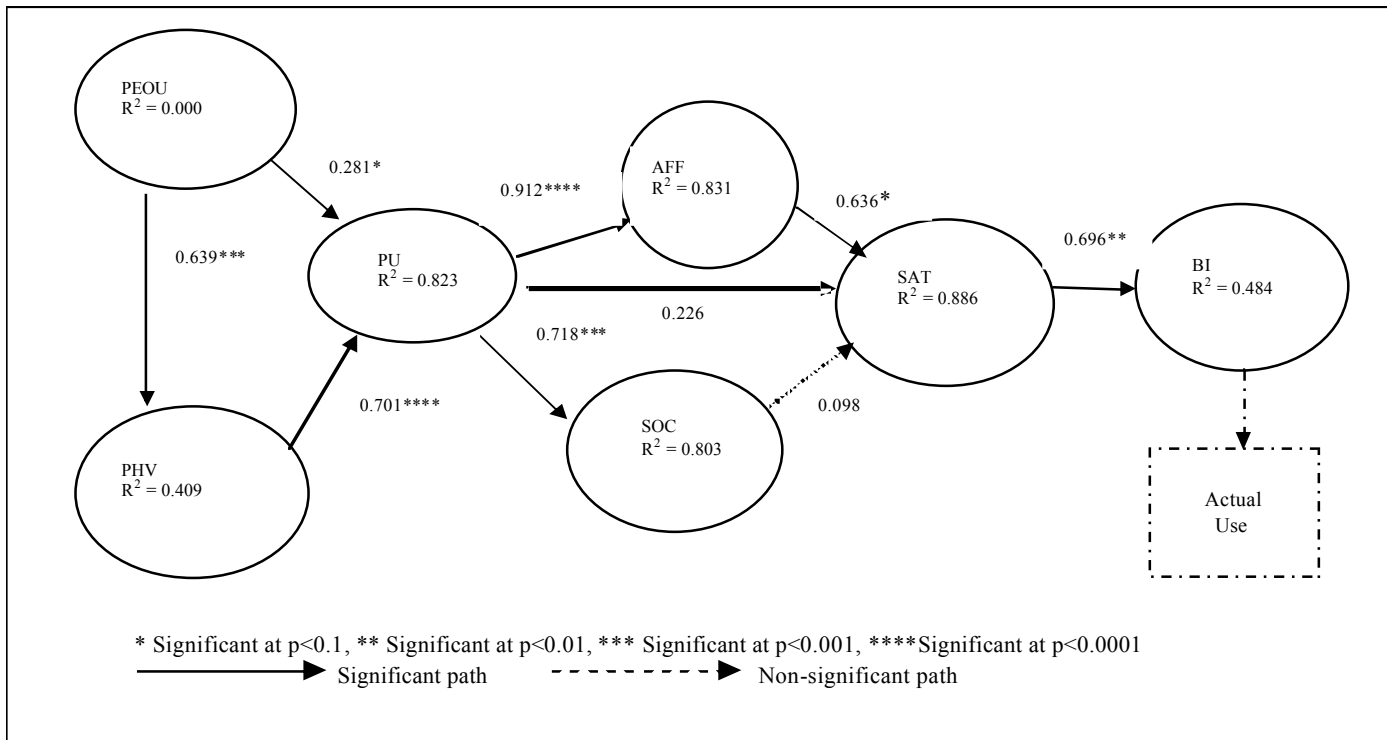 PEOU
R² = 0.000
0.281*
0.639***
PHV
R² = 0.409
0.701****
PU
R² = 0.823
0.912****
AFF
R² = 0.831
0.636*
0.226
0.718***
SOC
R² = 0.803
0.098
SAT
R² = 0.886
0.696**
BI
R² = 0.484
Actual
Use
* Significant at p<0.1, ** Significant at p<0.01, *** Significant at p<0.001, ****Significant at p<0.0001
Significant path
Non-significant path